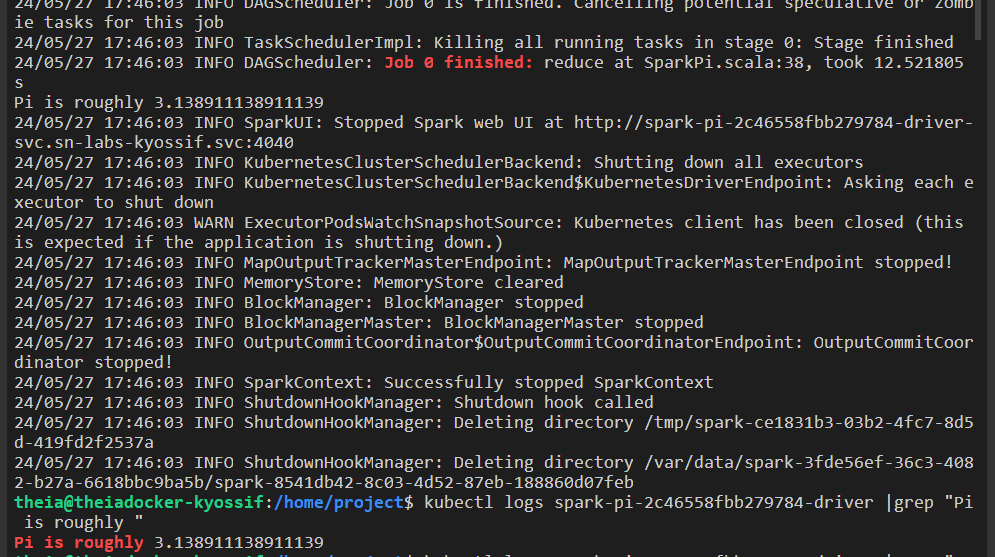 24/05/27 17:46:03 INFO DAGScheduler: Job 0 is finished. Cancelling potential speculative or zomb
ie tasks for this job
24/05/27 17:46:03 INFO TaskSchedulerImpl: Killing all running tasks in stage 0: Stage finished
24/05/27 17:46:03 INFO DAGScheduler: Job 0 finished: reduce at SparkPi.scala:38, took 12.521805
s
Pi is roughly 3.138911138911139
24/05/27 17:46:03 INFO SparkUI: Stopped Spark web UI at http://spark-pi-2c46558fbb279784-driver-
svc.sn-labs-kyossif.svc:4040
24/05/27 17:46:03 INFO KubernetesClusterSchedulerBackend: Shutting down all executors
24/05/27 17:46:03 INFO KubernetesClusterSchedulerBackend$KubernetesDriverEndpoint: Asking each e
xecutor to shut down
24/05/27 17:46:03 WARN ExecutorPodsWatchSnapshotSource: Kubernetes client has been closed (this
is expected if the application is shutting down.)
24/05/27 17:46:03 INFO MapOutputTrackerMasterEndpoint: MapOutputTrackerMasterEndpoint stopped!
24/05/27 17:46:03 INFO MemoryStore: MemoryStore cleared
24/05/27 17:46:03 INFO BlockManager: BlockManager stopped
24/05/27 17:46:03 INFO BlockManagerMaster: BlockManagerMaster stopped
24/05/27 17:46:03 INFO OutputCommitCoordinator$OutputCommitCoordinatorEndpoint: OutputCommitCoor
dinator stopped!
24/05/27 17:46:03 INFO SparkContext: Successfully stopped SparkContext
24/05/27 17:46:03 INFO ShutdownHookManager: Shutdown hook called
24/05/27 17:46:03 INFO ShutdownHookManager: Deleting directory /tmp/spark-ce1831b3-03b2-4fc7-8d5
d-419fd2f2537a
24/05/27 17:46:03 INFO ShutdownHookManager: Deleting directory /var/data/spark-3fde56ef-36c3-408
2-b27a-6618bbc9ba5b/spark-8541db42-8c03-4d52-87eb-188860d07feb
theia@theiadocker-kyossif:/home/project$ kubectl logs spark-pi-2c46558fbb279784-driver |grep "Pi
is roughly "
Pi is roughly 3.138911138911139